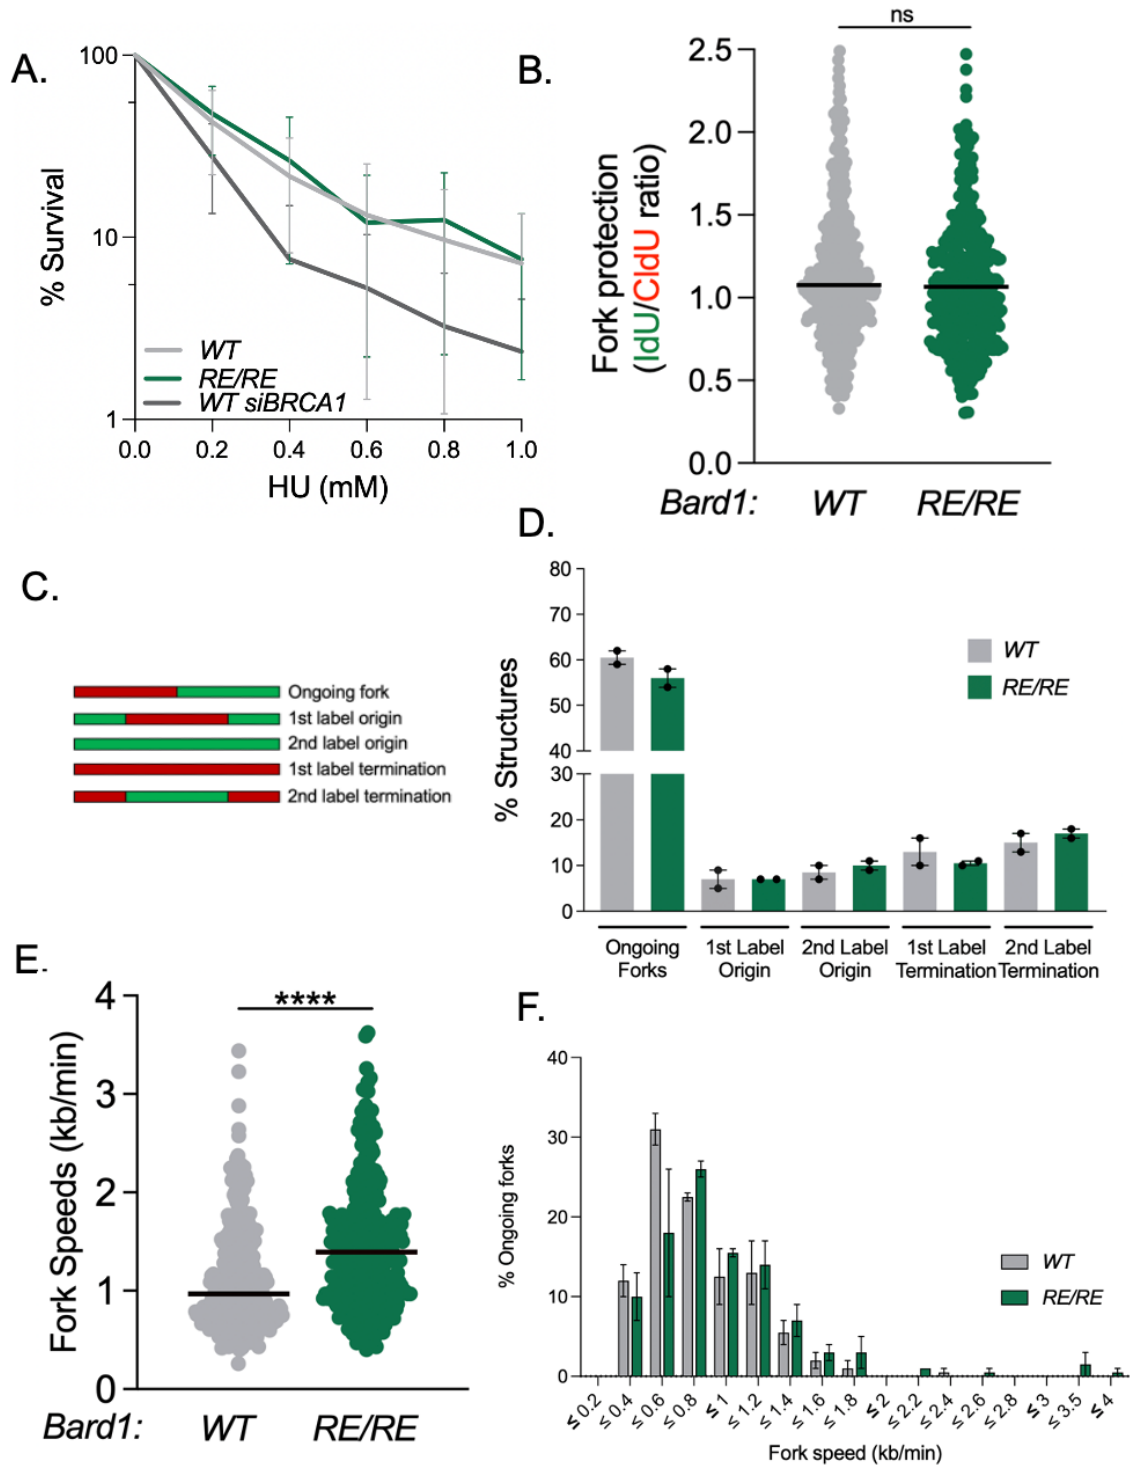 A.
% Survival
100
10
1
WT
RE/RE
WT siBRCA1
0.0 0.2 0.4 0.6 0.8 1.0
HU (mM)
B.
ns
Fork protection
(IdU/CldU ratio)
2.5
2.0
1.5
1.0
0.5
0.0
Bard1: WT RE/RE
C.
Ongoing fork
1st label origin
2nd label origin
1st label termination
2nd label termination
D.
% Structures
80
70
60
50
40
30
20
10
0
WT
RE/RE
Ongoing 1st Label 2nd Label 1st Label 2nd Label
Forks Origin Origin Termination Termination
E.
****
Fork Speeds (kb/min)
4
3
2
1
0
Bard1: WT RE/RE
F.
% Ongoing forks
40
30
20
10
0
WT
RE/RE
≤ 0.2 ≤ 0.4 ≤ 0.6 ≤ 0.8 ≤ 1 ≤ 1.2 ≤ 1.4 ≤ 1.6 ≤ 1.8 ≤ 2 ≤ 2.2 ≤ 2.4 ≤ 2.6 ≤ 2.8 ≤ 3 ≤ 3.5 ≤ 4
Fork speed (kb/min)